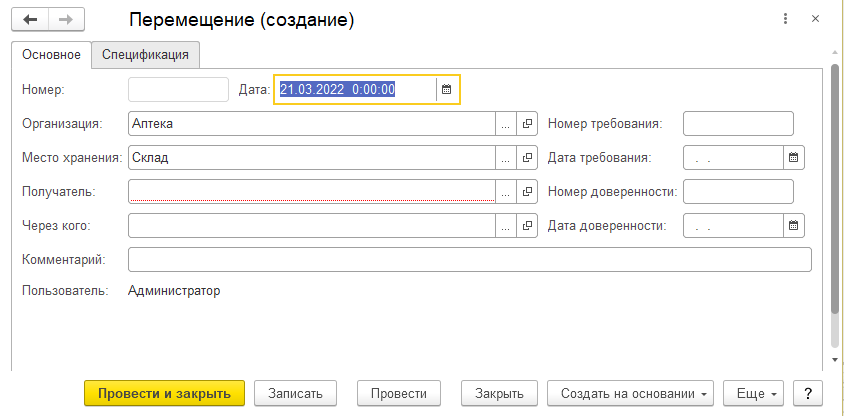 Перемещение (создание)
Основное Спецификация
Номер: Дата: 21.03.2022 0:00:00
Организация: Аптека ... Номер требования:
Место хранения: Склад ... Дата требования: . .
Получатель: ... Номер доверенности:
Через кого: ... Дата доверенности: . .
Комментарий:
Пользователь: Администратор
Провести и закрыть Записать Провести Закрыть Создать на основании Еще ?